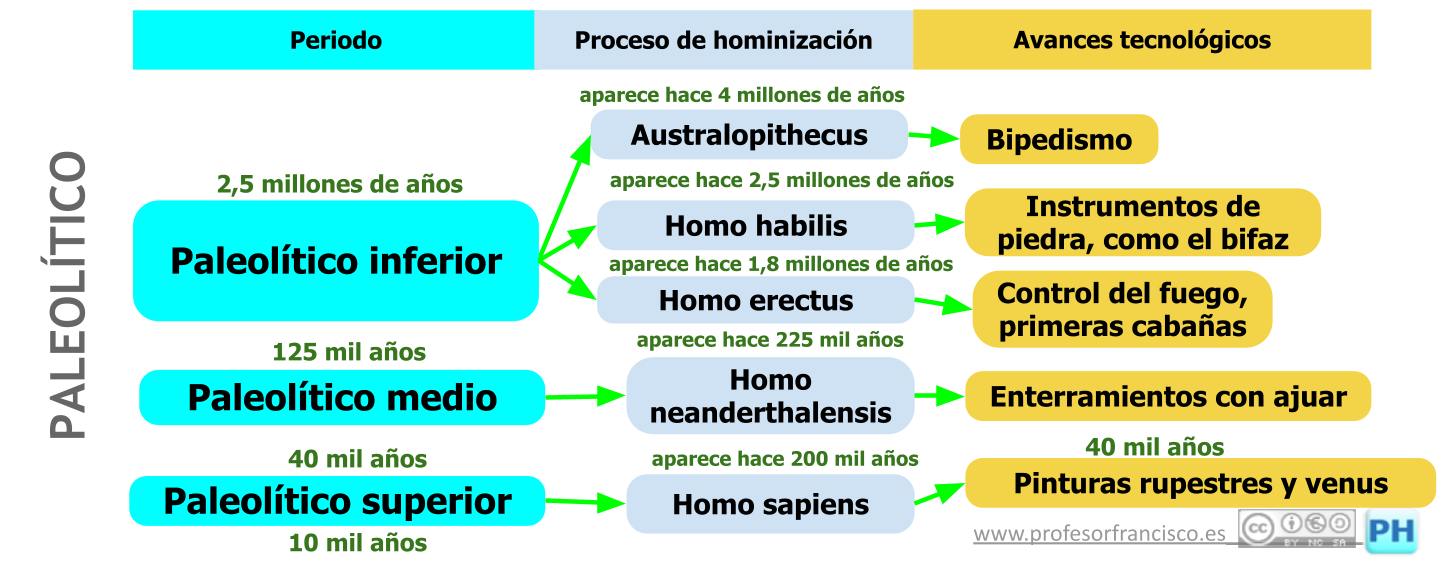 Periodo
Proceso de hominización
Avances tecnológicos
PALEOLÍTICO
2,5 millones de años
Paleolítico inferior
aparece hace 4 millones de años
Australopithecus
Bipedismo
aparece hace 2,5 millones de años
Homo habilis
Instrumentos de
piedra, como el bifaz
aparece hace 1,8 millones de años
Homo erectus
Control del fuego,
primeras cabañas
125 mil años
Paleolítico medio
aparece hace 225 mil años
Homo
neanderthalensis
Enterramientos con ajuar
40 mil años
Paleolítico superior
10 mil años
aparece hace 200 mil años
Homo sapiens
40 mil años
Pinturas rupestres y venus
www.profesorfrancisco.es
cc
BY NC SA
PH